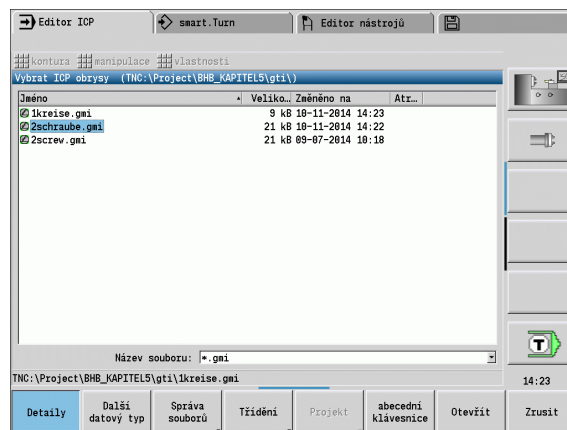 Editor ICP smart.Turn Editor nástrojů
kontura manipulace vlastnosti
Vybrat ICP obrysy (TNC:\Project\BHB_KAPITEL5\gti\)
Jméno Veliko… Změněno na Atr…
1kreise.gmi 9 kB 10-11-2014 14:23
2schraube.gmi 21 kB 10-11-2014 14:22
2screw.gmi 21 kB 09-07-2014 10:18
Název souboru: *.gmi
TNC:\Project\BHB_KAPITEL5\gti\1kreise.gmi
T
14:23
Detaily Další datový typ Správa souborů Třídění Projekt abecední klávesnice Otevřít Zrusit